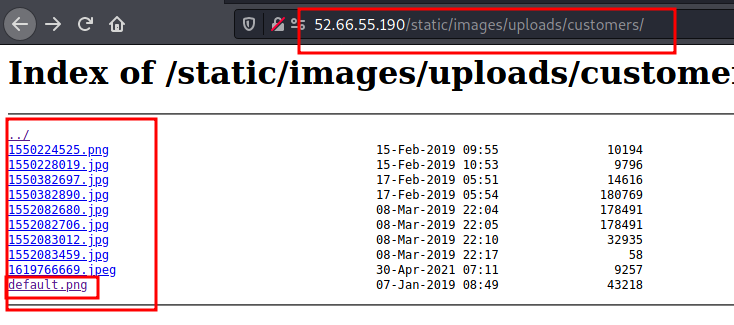 52.66.55.190/static/images/uploads/customers/
Index of /static/images/uploads/custome
../
1550224525.png 15-Feb-2019 09:55 10194
1550228019.jpg 15-Feb-2019 10:53 9796
1550382697.jpg 17-Feb-2019 05:51 14616
1550382890.jpg 17-Feb-2019 05:54 180769
1552082680.jpg 08-Mar-2019 22:04 178491
1552082706.jpg 08-Mar-2019 22:05 178491
1552083012.jpg 08-Mar-2019 22:10 32935
1552083459.jpg 08-Mar-2019 22:17 58
1619766669.jpeg 30-Apr-2021 07:11 9257
default.png 07-Jan-2019 08:49 43218